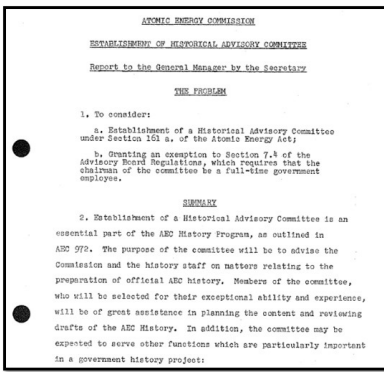 ATOMIC ENERGY COMMISSION
ESTABLISHMENT OF HISTORICAL ADVISORY COMMITTEE
Report to the General Manager by the Secretary
THE PROBLEM
1. To consider:
a. Establishment of a Historical Advisory Committee
under Section 161 a. of the Atomic Energy Act;
b. Granting an exemption to Section 7.4 of the
Advisory Board Regulations, which requires that the
chairman of the committee be a full-time government
employee.
SUMMARY
2. Establishment of a Historical Advisory Committee is an
essential part of the AEC History Program, as outlined in
AEC 972. The purpose of the committee will be to advise the
Commission and the history staff on matters relating to the
preparation of official AEC history. Members of the committee,
who will be selected for their exceptional ability and experience,
will be of great assistance in planning the content and reviewing
drafts of the AEC History. In addition, the committee may be
expected to serve other functions which are particularly important
in a government history project: